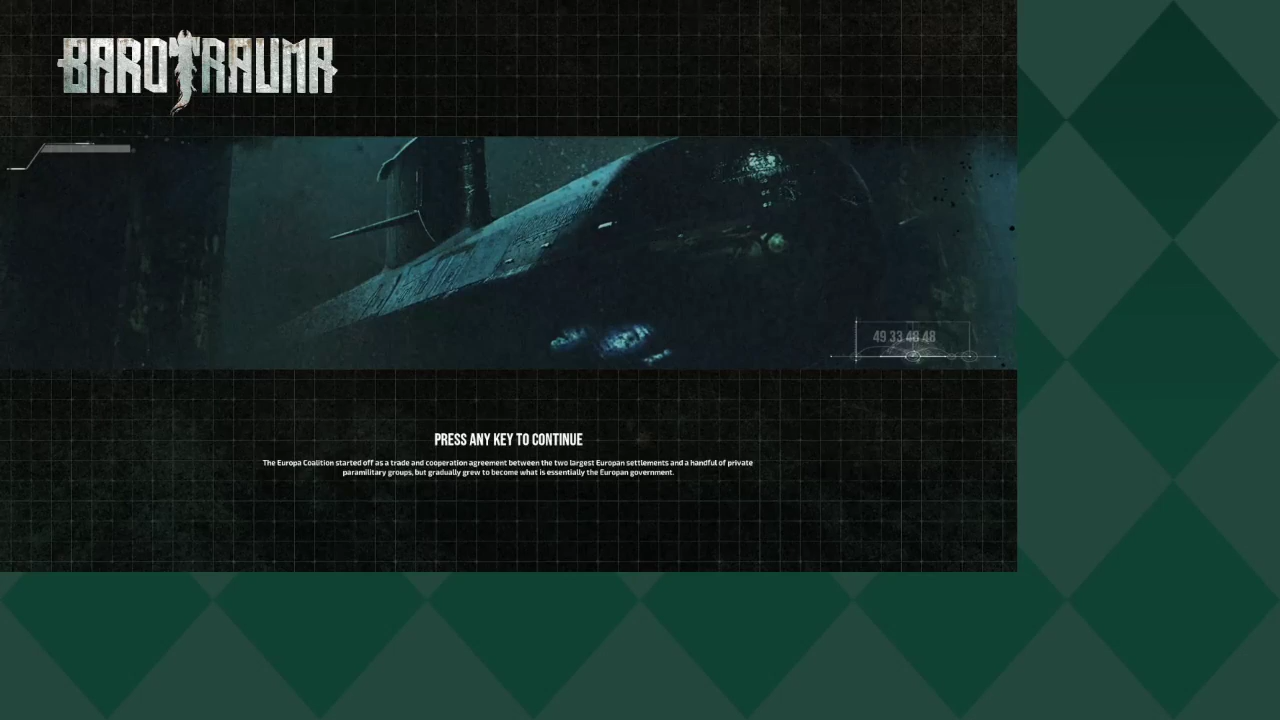 BAROTRAUMA
49 33 48 48
PRESS ANY KEY TO CONTINUE
The Europa Coalition started off as a trade and cooperation agreement between the two largest Europan settlements and a handful of private
paramilitary groups, but gradually grew to become what is essentially the Europan government.